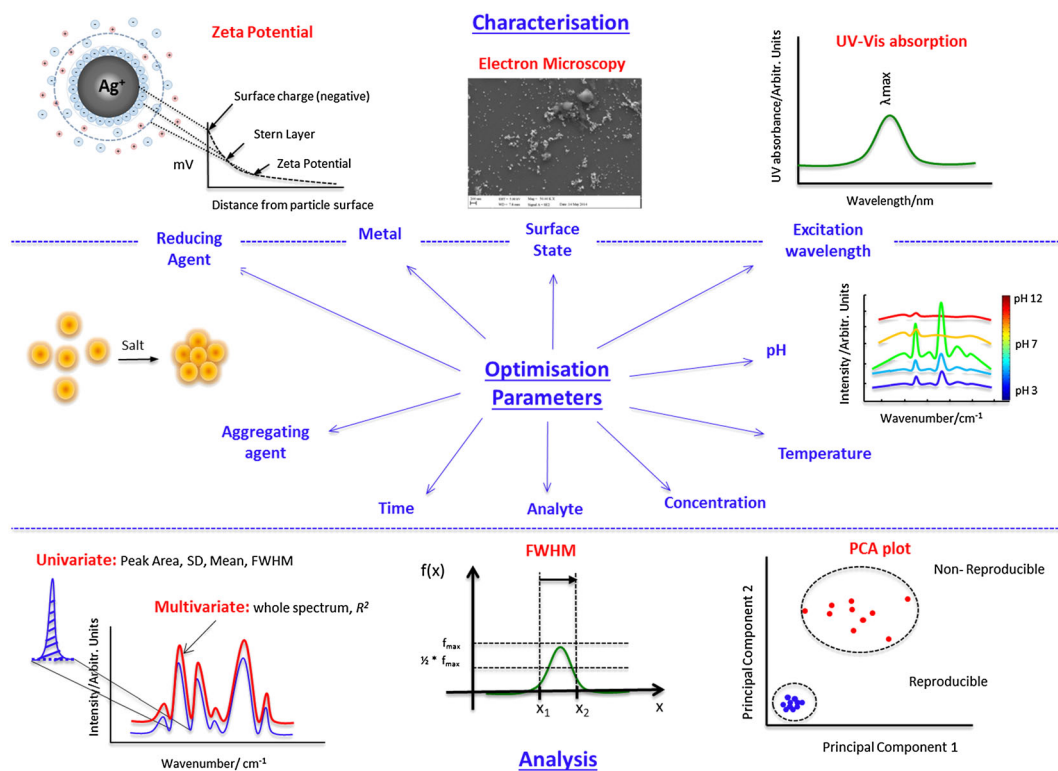 Characterisation
Zeta Potential
Ag+
Surface charge (negative)
Stern Layer
Zeta Potential
mV
Distance from particle surface
Electron Microscopy
UV-Vis absorption
UV absorbance/Arbitr. Units
λmax
Wavelength/nm
Reducing
Agent
Metal
Surface
State
Excitation
wavelength
Salt
Optimisation
Parameters
pH
Intensity /Arbitr. Units
pH 12
pH 7
pH 3
Wavenumber/cm-1
Aggregating
agent
Time
Analyte
Concentration
Temperature
Univariate: Peak Area, SD, Mean, FWHM
Multivariate: whole spectrum, R2
Intensity/Arbitr. Units
Wavenumber/ cm-1
FWHM
f(x)
fmax
½ * fmax
x1
x2
x
PCA plot
Non- Reproducible
Reproducible
Principal Component 2
Principal Component 1
Analysis